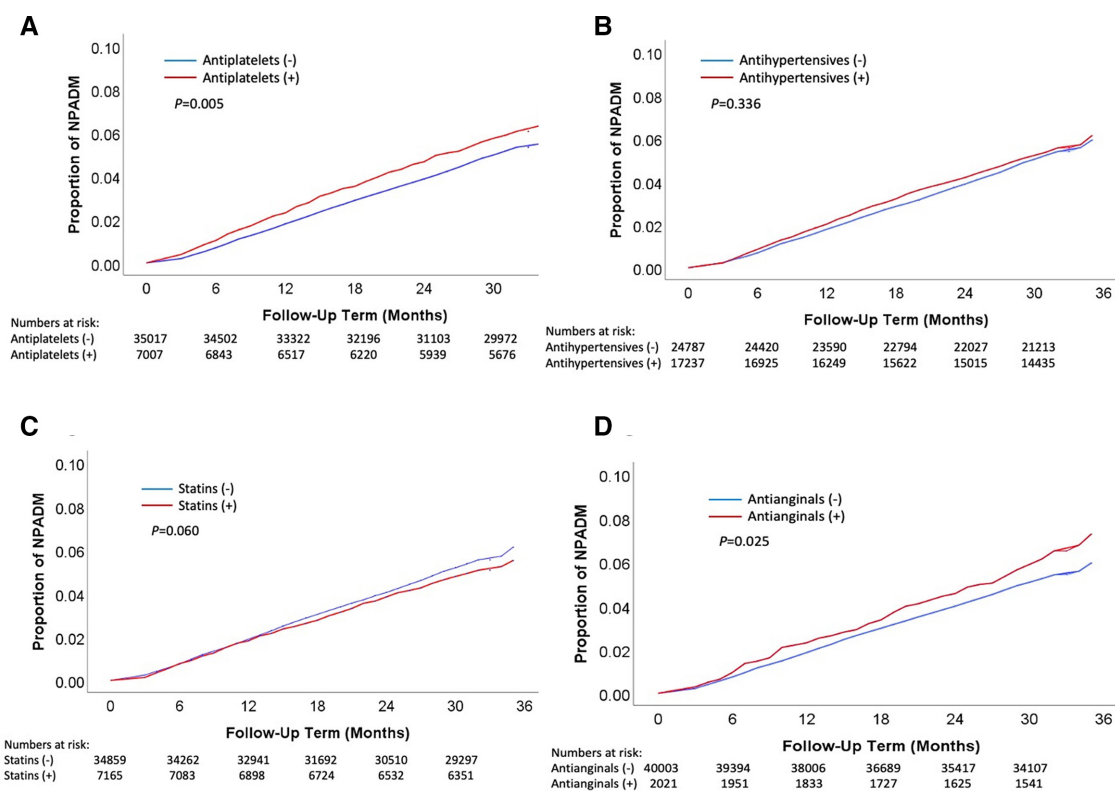 A
Proportion of NPADM
0.10
0.08
0.06
0.04
0.02
0.00
Antiplatelets (-)
Antiplatelets (+)
P=0.005
0 6 12 18 24 30
Follow-Up Term (Months)
Numbers at risk:
Antiplatelets (-) 35017 34502 33322 32196 31103 29972
Antiplatelets (+) 7007 6843 6517 6220 5939 5676
B
Proportion of NPADM
0.10
0.08
0.06
0.04
0.02
0.00
Antihypertensives (-)
Antihypertensives (+)
P=0.336
0 6 12 18 24 30 36
Follow-Up Term (Months)
Numbers at risk:
Antihypertensives (-) 24787 24420 23590 22794 22027 21213
Antihypertensives (+) 17237 16925 16249 15622 15015 14435
C
Proportion of NPADM
0.10
0.08
0.06
0.04
0.02
0.00
Statins (-)
Statins (+)
P=0.060
0 6 12 18 24 30 36
Follow-Up Term (Months)
Numbers at risk:
Statins (-) 34859 34262 32941 31692 30510 29297
Statins (+) 7165 7083 6898 6724 6532 6351
D
Proportion of NPADM
0.10
0.08
0.06
0.04
0.02
0.00
Antianginals (-)
Antianginals (+)
P=0.025
0 6 12 18 24 30 36
Follow-Up Term (Months)
Numbers at risk:
Antianginals (-) 40003 39394 38006 36689 35417 34107
Antianginals (+) 2021 1951 1833 1727 1625 1541